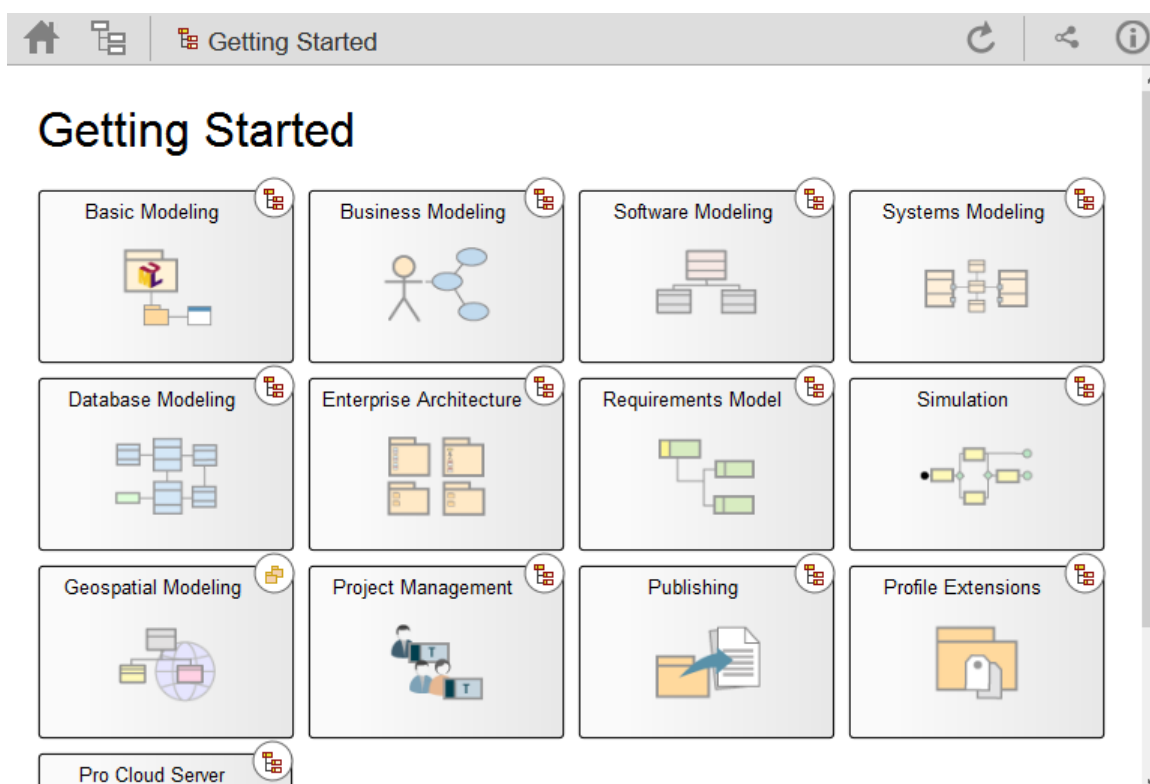 Getting Started
Getting Started
Basic Modeling
Business Modeling
Software Modeling
Systems Modeling
Database Modeling
Enterprise Architecture
Requirements Model
Simulation
Geospatial Modeling
Project Management
Publishing
Profile Extensions
T
T
Pro Cloud Server